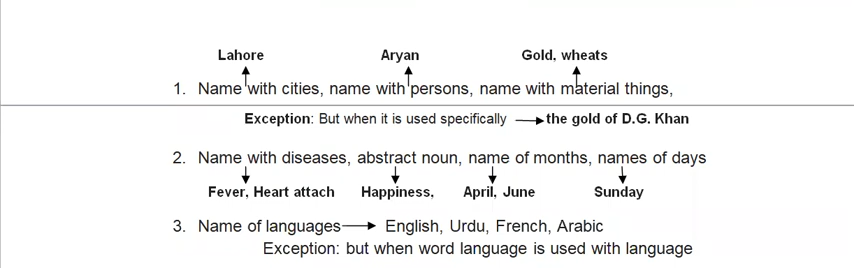 Lahore Aryan Gold, wheats
1. Name with cities, name with persons, name with material things,
Exception: But when it is used specifically the gold of D.G. Khan
2. Name with diseases, abstract noun, name of months, names of days
Fever, Heart attach Happiness, April, June Sunday
3. Name of languages English, Urdu, French, Arabic
Exception: but when word language is used with language